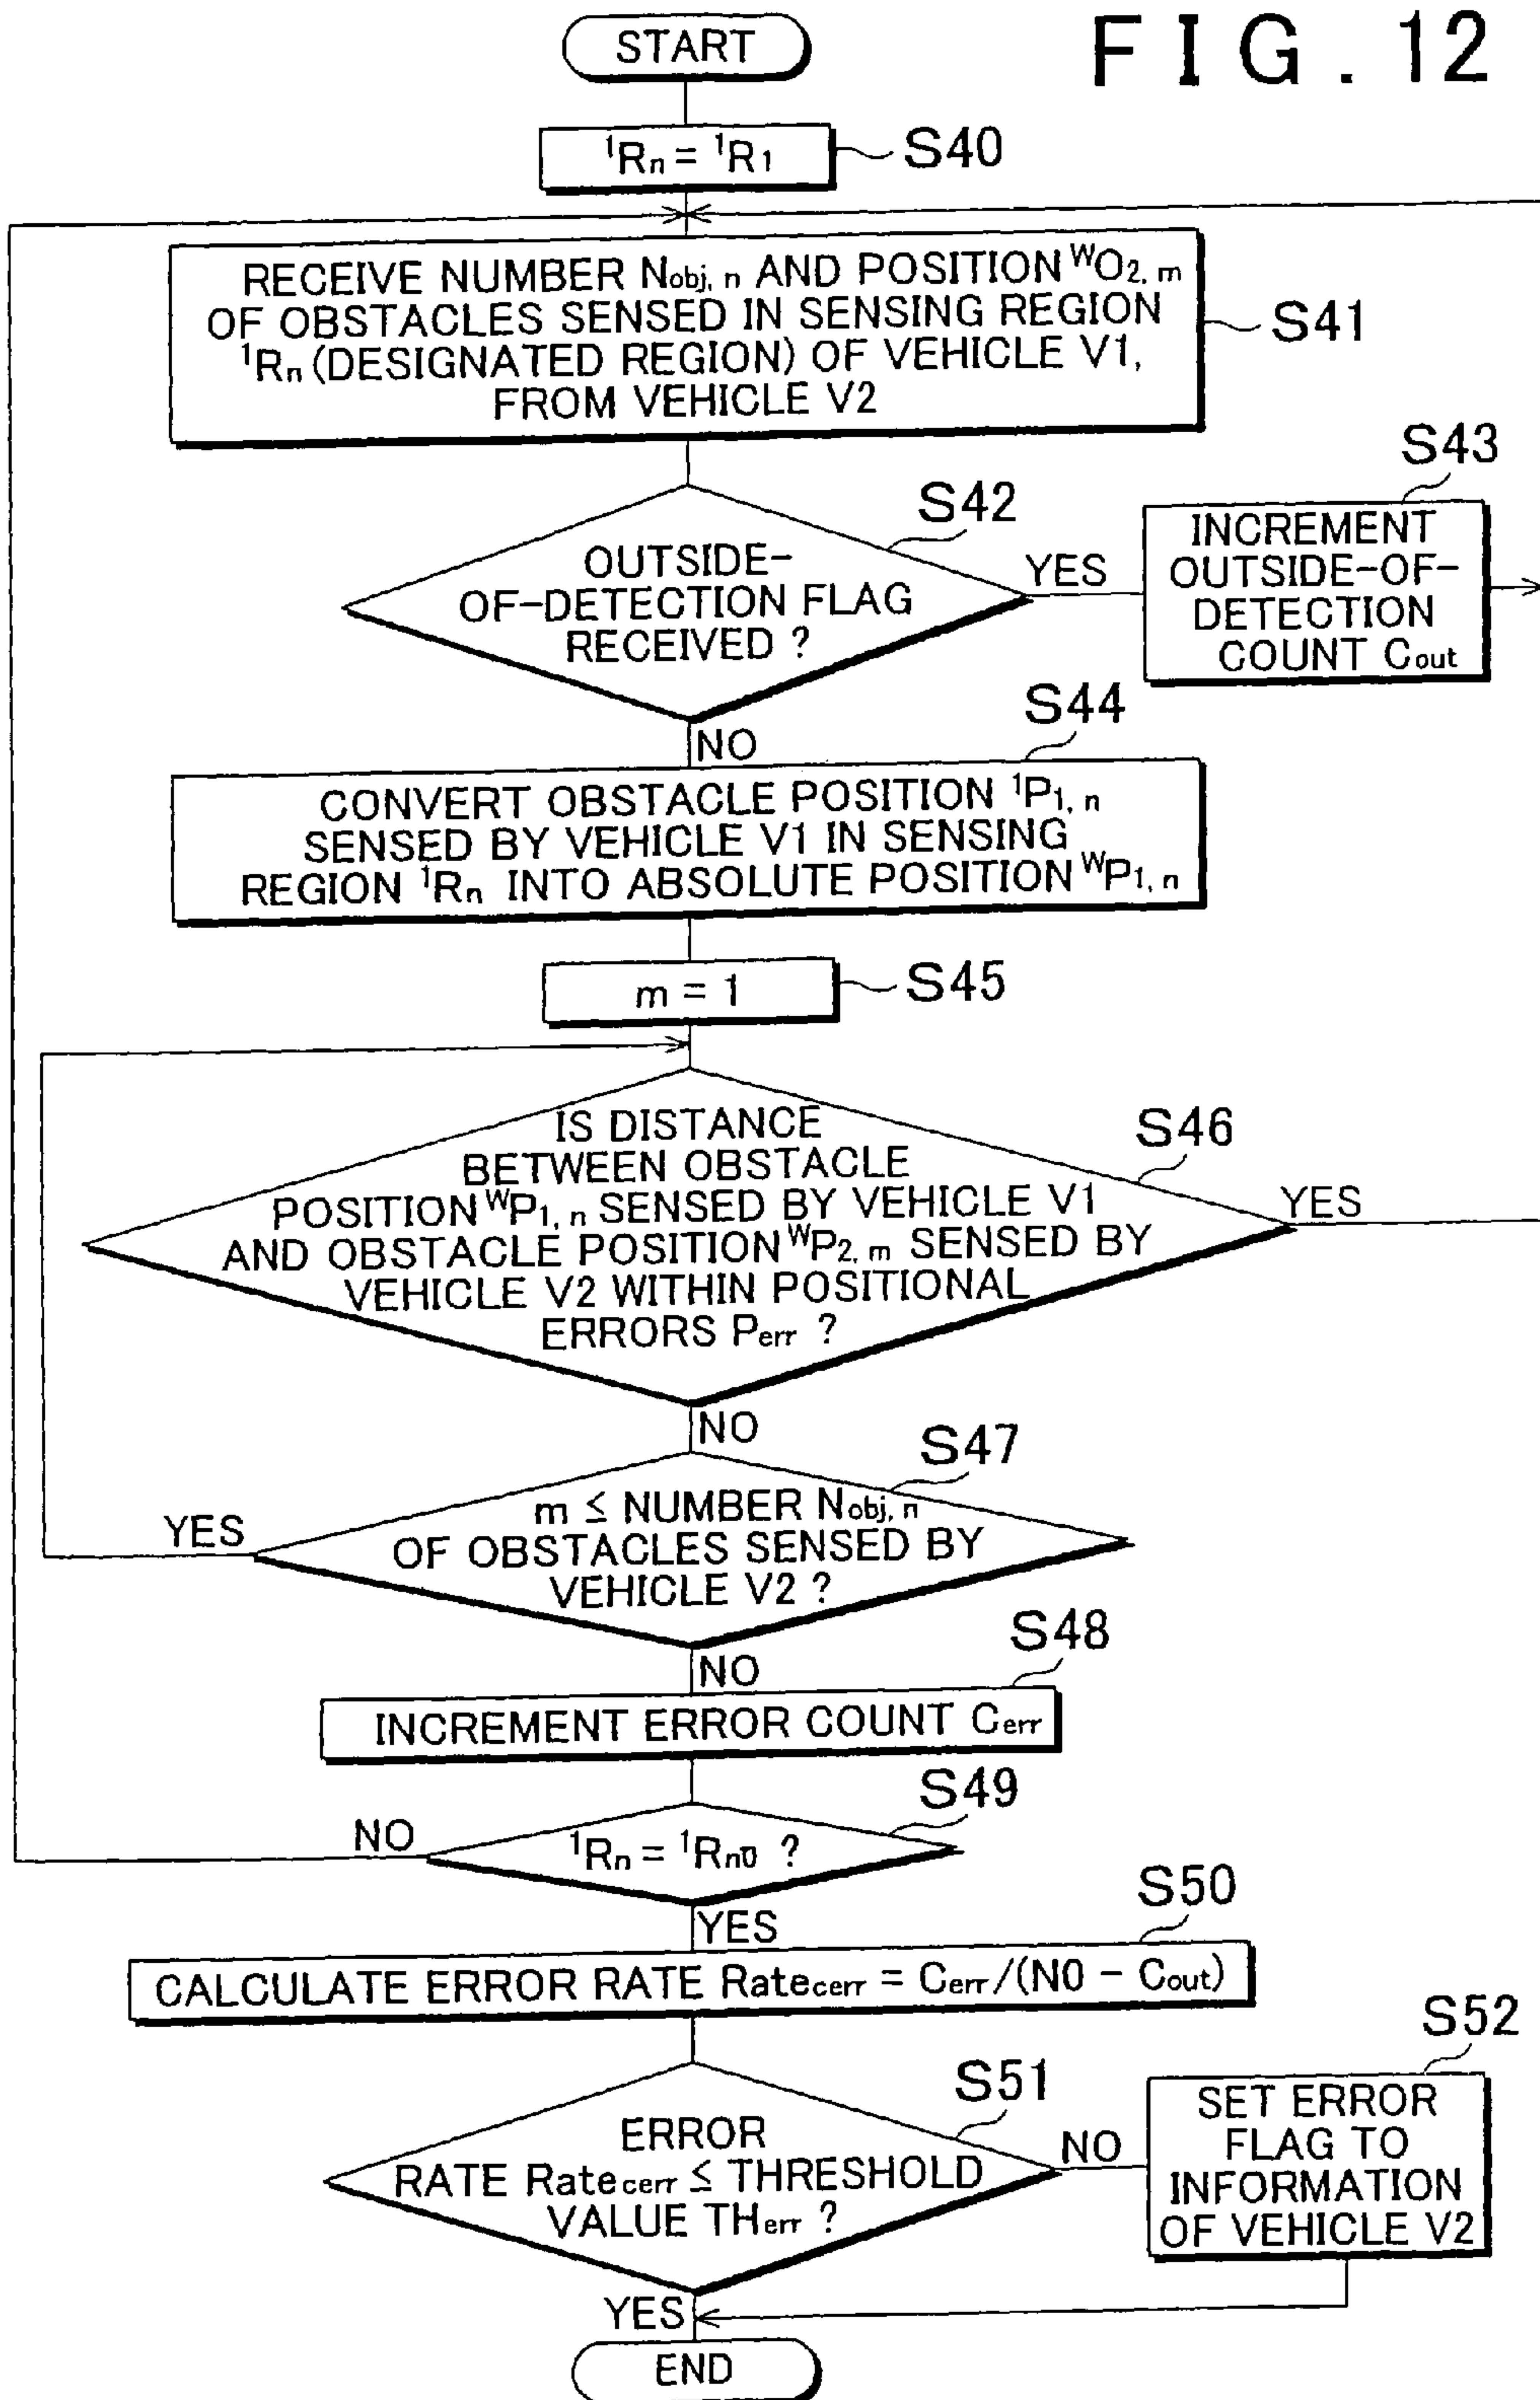 FIG. 12
START
¹Rn = ¹R1
S40
RECEIVE NUMBER Nobj, n AND POSITION ᵂO2, m
OF OBSTACLES SENSED IN SENSING REGION
¹Rn (DESIGNATED REGION) OF VEHICLE V1,
FROM VEHICLE V2
S41
S42
OUTSIDE-
OF-DETECTION FLAG
RECEIVED ?
YES
S43
INCREMENT
OUTSIDE-OF-
DETECTION
COUNT Cout
NO
S44
CONVERT OBSTACLE POSITION ¹P1, n
SENSED BY VEHICLE V1 IN SENSING
REGION ¹Rn INTO ABSOLUTE POSITION ᵂP1, n
m = 1
S45
S46
IS DISTANCE
BETWEEN OBSTACLE
POSITION ᵂP1, n SENSED BY VEHICLE V1
AND OBSTACLE POSITION ᵂP2, m SENSED BY
VEHICLE V2 WITHIN POSITIONAL
ERRORS Perr ?
YES
NO
S47
m ≤ NUMBER Nobj, n
OF OBSTACLES SENSED BY
VEHICLE V2 ?
YES
NO
S48
INCREMENT ERROR COUNT Cerr
S49
¹Rn = ¹Rn0 ?
NO
YES
S50
CALCULATE ERROR RATE Ratecerr = Cerr/(N0 - Cout)
S51
ERROR
RATE Ratecerr ≤ THRESHOLD
VALUE THerr ?
NO
S52
SET ERROR
FLAG TO
INFORMATION
OF VEHICLE V2
YES
END